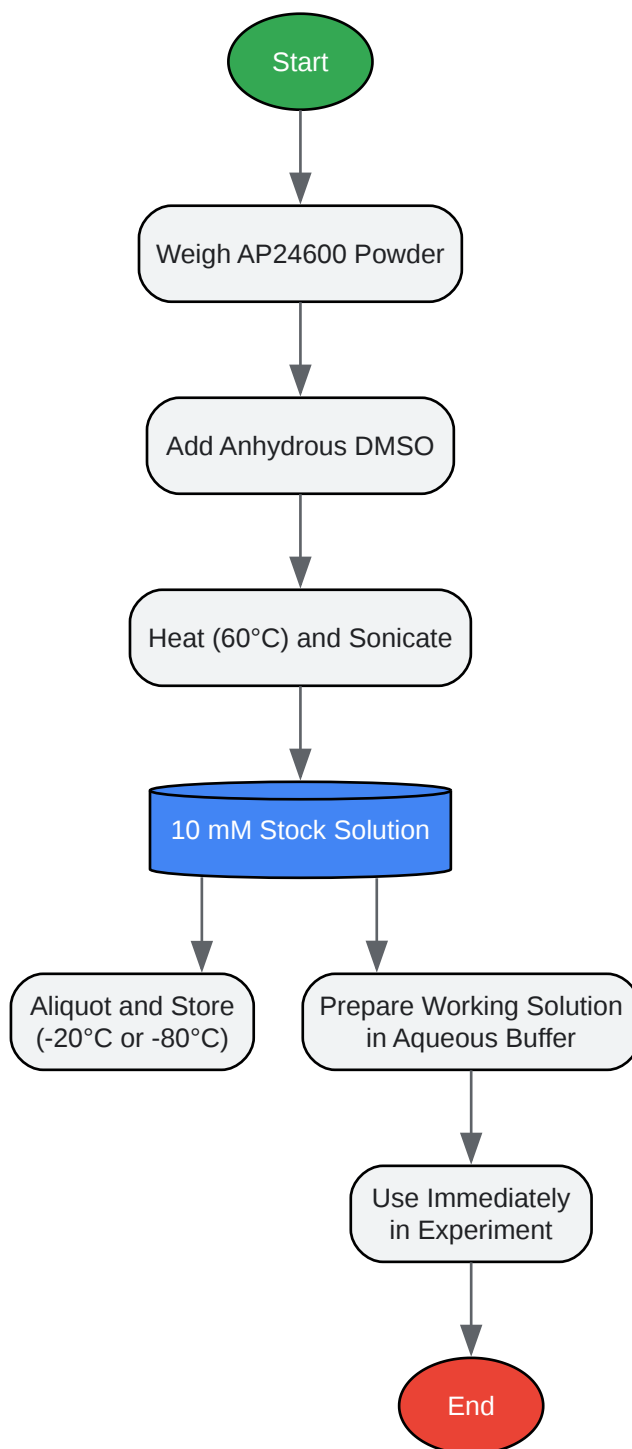 Start
Weigh AP24600 Powder
Add Anhydrous DMSO
Heat (60°C) and Sonicate
10 mM Stock Solution
Aliquot and Store
(-20°C or -80°C)
Prepare Working Solution
in Aqueous Buffer
Use Immediately
in Experiment
End